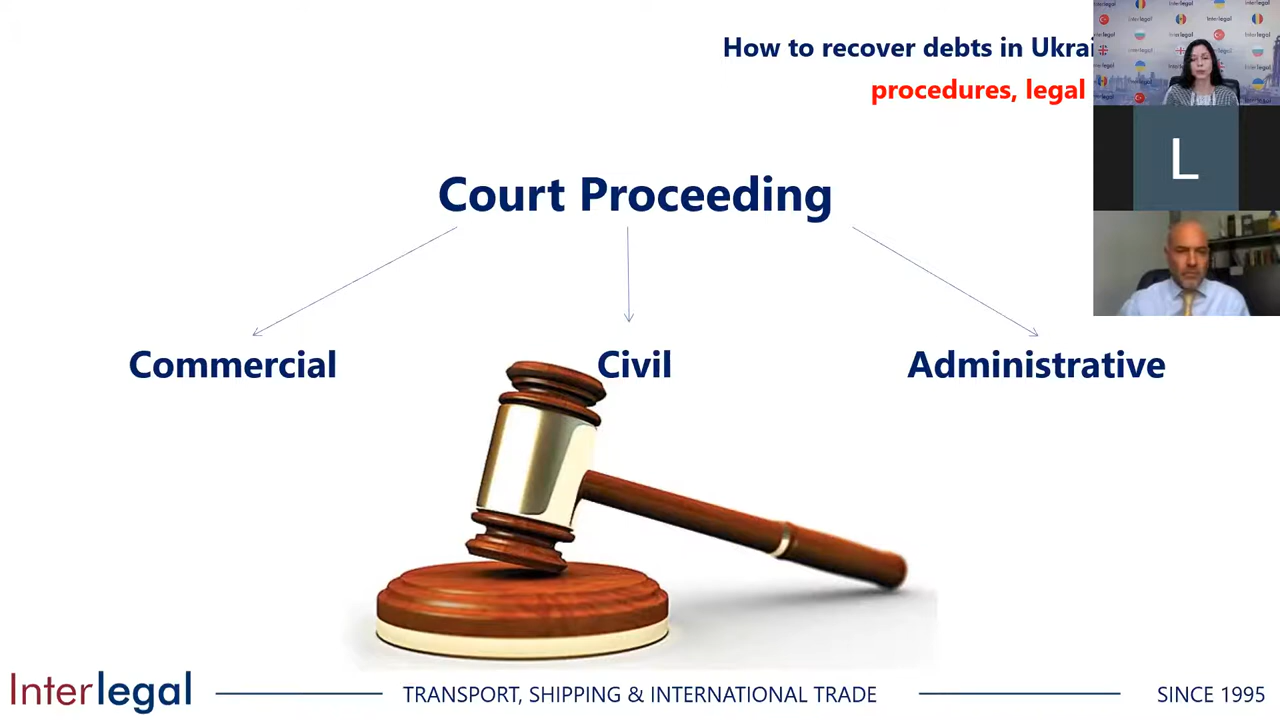 How to recover debts in Ukrai
procedures, legal
L
Court Proceeding
Commercial
Civil
Administrative
Interlegal
TRANSPORT, SHIPPING & INTERNATIONAL TRADE
SINCE 1995